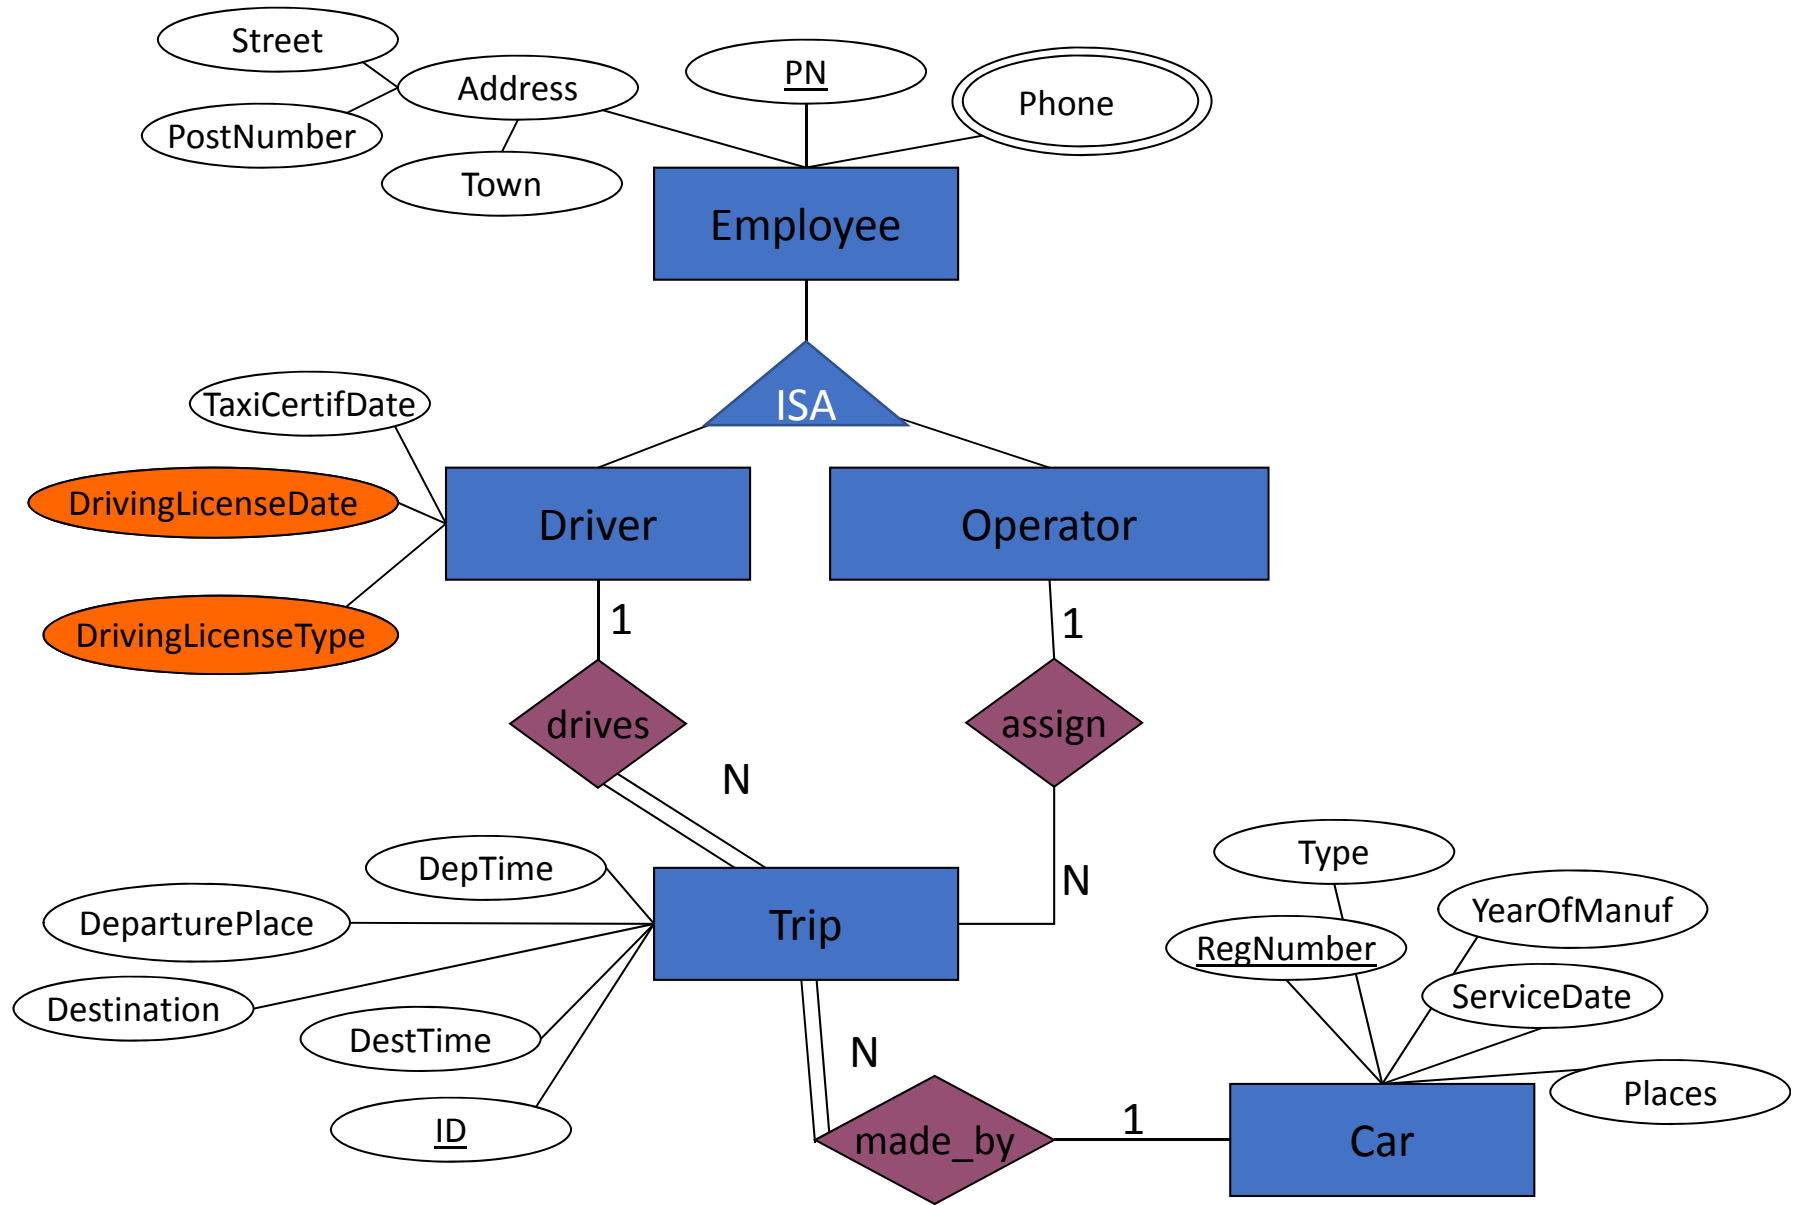 Street
PN
Address
Phone
PostNumber
Town
Employee
ISA
TaxiCertifDate
DrivingLicenseDate
Driver
Operator
1
1
DrivingLicenseType
drives
assign
N
DepTime
Type
N
YearOfManuf
DeparturePlace
Trip
RegNumber
Destination
ServiceDate
DestTime
N
Places
ID
made_by
1
Car